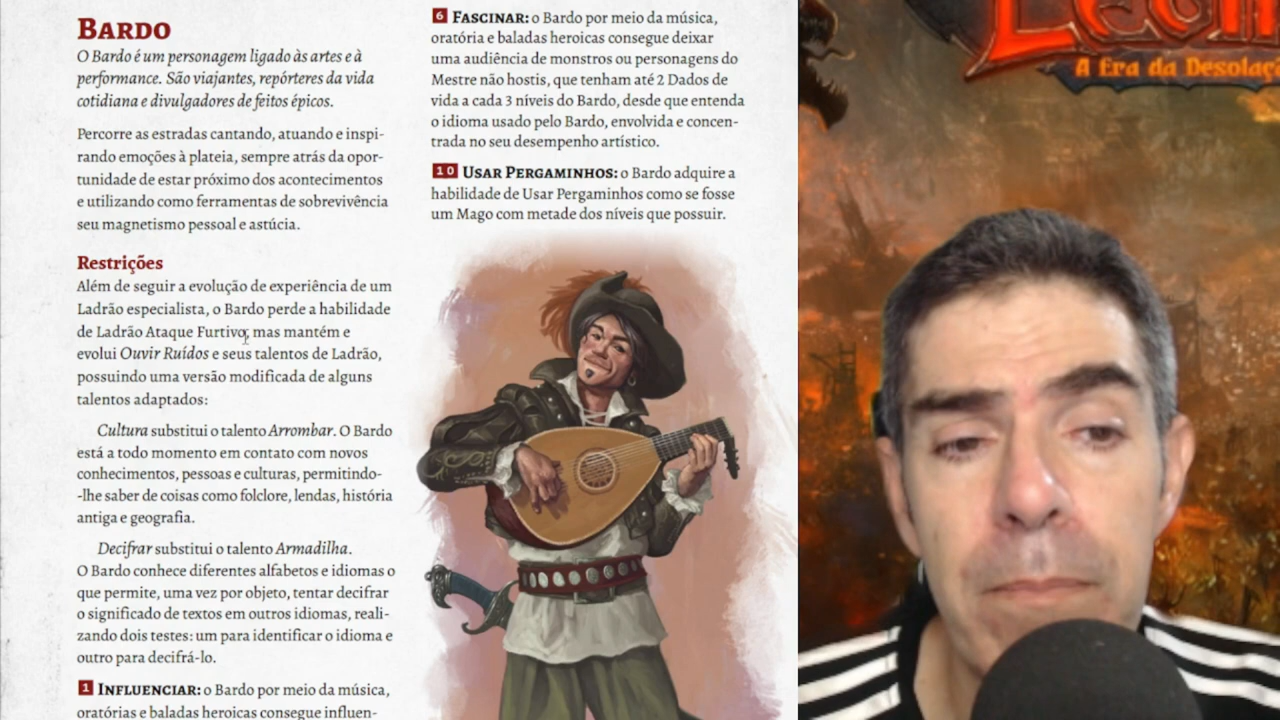 BARDO
O Bardo é um personagem ligado às artes e à
performance. São viajantes, repórteres da vida
cotidiana e divulgadores de feitos épicos.
Percorre as estradas cantando, atuando e inspi-
rando emoções à plateia, sempre atrás da opor-
tunidade de estar próximo dos acontecimentos
e utilizando como ferramentas de sobrevivência
seu magnetismo pessoal e astúcia.
Restrições
Além de seguir a evolução de experiência de um
Ladrão especialista, o Bardo perde a habilidade
de Ladrão Ataque Furtivo, mas mantém e
evolui Ouvir Ruídos e seus talentos de Ladrão,
possuindo uma versão modificada de alguns
talentos adaptados:
Cultura substitui o talento Arrombar. O Bardo
está a todo momento em contato com novos
conhecimentos, pessoas e culturas, permitindo-
-lhe saber de coisas como folclore, lendas, história
antiga e geografia.
Decifrar substitui o talento Armadilha.
O Bardo conhece diferentes alfabetos e idiomas o
que permite, uma vez por objeto, tentar decifrar
o significado de textos em outros idiomas, reali-
zando dois testes: um para identificar o idioma e
outro para decifrá-lo.
1 INFLUENCIAR: o Bardo por meio da música,
oratórias e baladas heroicas consegue influen-
6 FASCINAR: o Bardo por meio da música,
oratória e baladas heroicas consegue deixar
uma audiência de monstros ou personagens do
Mestre não hostis, que tenham até 2 Dados de
vida a cada 3 níveis do Bardo, desde que entenda
o idioma usado pelo Bardo, envolvida e concen-
trada no seu desempenho artístico.
10 USAR PERGAMINHOS: o Bardo adquire a
habilidade de Usar Pergaminhos como se fosse
um Mago com metade dos níveis que possuir.
A Era da Desolaç